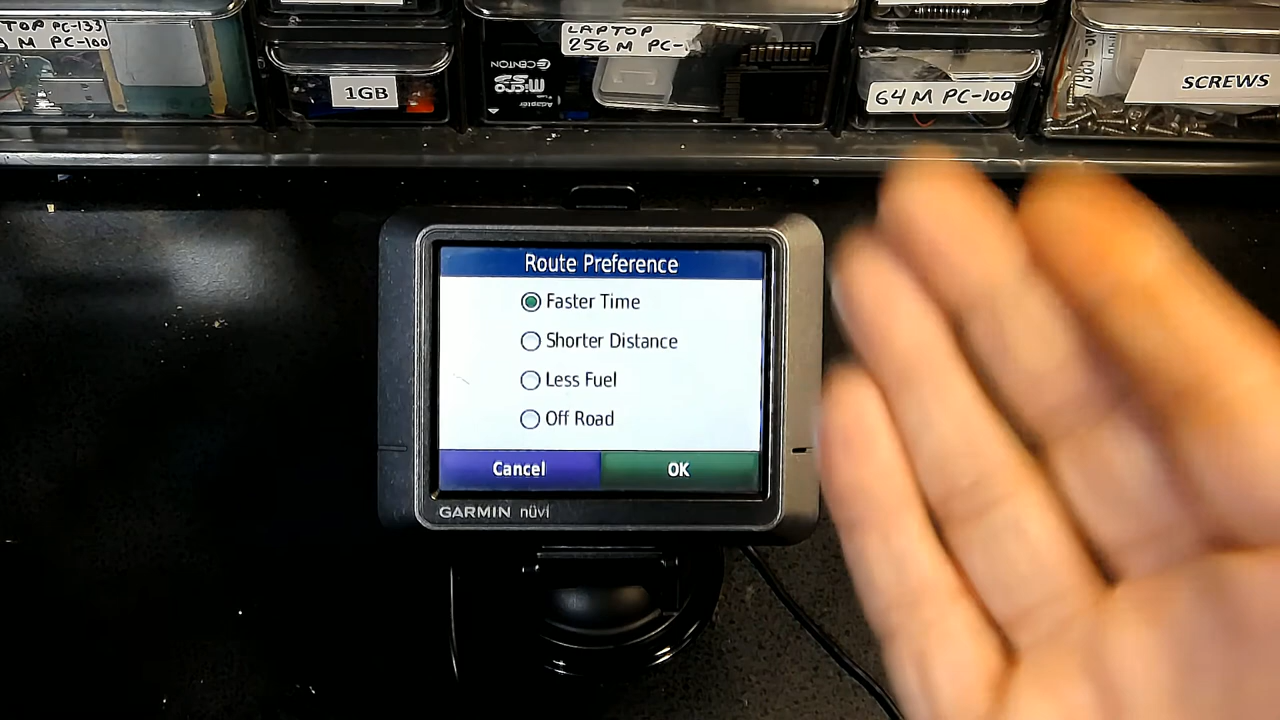 TOP PC-133
M PC-100
1GB
LAPTOP
256 M PC-
CENTON
micro
SD
Adapter
64 M PC-100
SCREWS
Route Preference
Faster Time
Shorter Distance
Less Fuel
Off Road
Cancel
OK
GARMIN nüvi